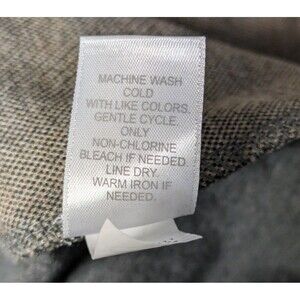 MACHINE WASH
COLD
WITH LIKE COLORS.
GENTLE CYCLE.
ONLY
NON-CHLORINE
BLEACH IF NEEDED.
LINE DRY.
WARM IRON IF
NEEDED.